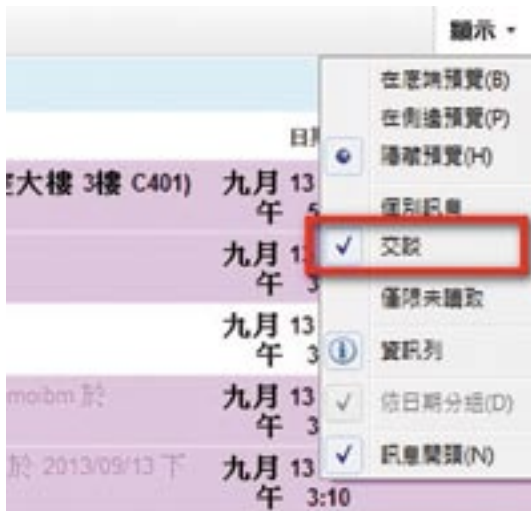 顯示
在底端預覽(B)
在側邊預覽(P)
日期
隱藏預覽(H)
大樓 3樓 C401) 九月 13
午 5
個別訊息
九月 13
交談
午 3
僅限未讀取
九月 13
午 3
資訊列
moibm 於 九月 13
依日期分組(D)
午 3
於 2013/09/13 下 九月 13
訊息開頭(N)
午 3:10